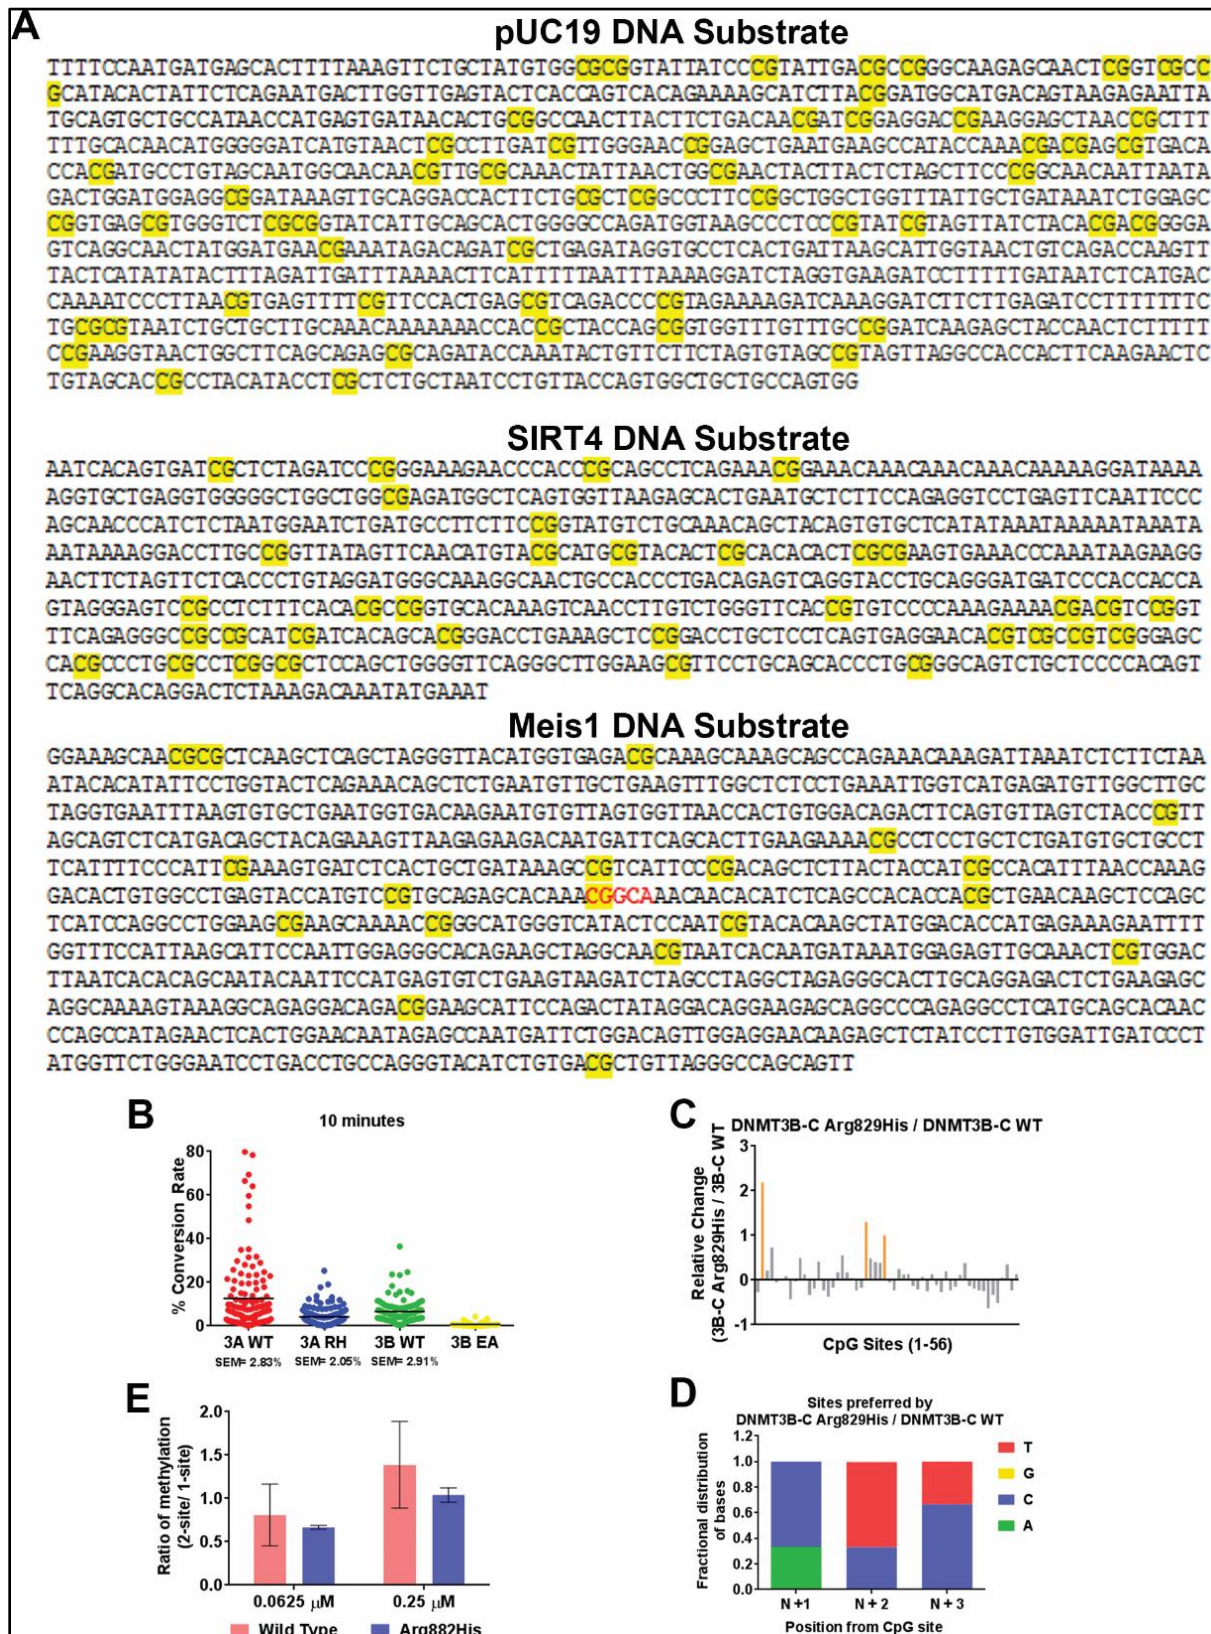 A
pUC19 DNA Substrate
TTTTCCAATGATGAGCACTTTTAAAGTTCTGCTATGTGGCGCGGTATTATCCCGTATTGACGCCGGGCAAGAGCAACTCGGTCGCC
GCATACACTATTCTCAGAATGACTTGGTTGAGTACTCACCAGTCACAGAAAAGCATCTTACGGATGGCATGACAGTAAGAGAATTA
TGCAGTGCTGCCATAACCATGAGTGATAACACTGCGGCCAACTTACTTCTGACAACGATCGGAGGACCGAAGGAGCTAACCGCTTT
TTTGCACAACATGGGGGATCATGTAACTCGCCTTGATCGTTGGGAACCGGAGCTGAATGAAGCCATACCAAACGACGAGCGTGACA
CCACGATGCCTGTAGCAATGGCAACAACGTTGCGCAAACTATTAACTGGCGAACTACTTACTCTAGCTTCCCGGCAACAATTAATA
GACTGGATGGAGGCGGATAAAGTTGCAGGACCACTTCTGCGCTCGGCCCTTCCGGCTGGCTGGTTTATTGCTGATAAATCTGGAGC
CGGTGAGCGTGGGTCTCGCGGTATCATTGCAGCACTGGGGCCAGATGGTAAGCCCTCCCGTATCGTAGTTATCTACACGACGGGGA
GTCAGGCAACTATGGATGAACGAAATAGACAGATCGCTGAGATAGGTGCCTCACTGATTAAGCATTGGTAACTGTCAGACCAAGTT
TACTCATATATACTTTAGATTGATTTAAAACTTCATTTTTAATTTAAAAGGATCTAGGTGAAGATCCTTTTTGATAATCTCATGAC
CAAAATCCCTTAACGTGAGTTTTCGTTCCACTGAGCGTCAGACCCCGTAGAAAAGATCAAAGGATCTTCTTGAGATCCTTTTTTTC
TGCGCGTAATCTGCTGCTTGCAAACAAAAAAACCACCGCTACCAGCGGTGGTTTGTTTGCCGGATCAAGAGCTACCAACTCTTTTT
CCGAAGGTAACTGGCTTCAGCAGAGCGCAGATACCAAATACTGTTCTTCTAGTGTAGCCGTAGTTAGGCCACCACTTCAAGAACTC
TGTAGCACCGCCTACATACCTCGCTCTGCTAATCCTGTTACCAGTGGCTGCTGCCAGTGG
SIRT4 DNA Substrate
AATCACAGTGATCGCTCTAGATCCCGGGAAAGAACCCACCCGCAGCCTCAGAAACGGAAACAAACAAACAAACAAAAAGGATAAAA
AGGTGCTGAGGTGGGGGCTGGCTGGCGAGATGGCTCAGTGGTTAAGAGCACTGAATGCTCTTCCAGAGGTCCTGAGTTCAATTCCC
AGCAACCCATCTCTAATGGAATCTGATGCCTTCTTCCGGTATGTCTGCAAACAGCTACAGTGTGCTCATATAAATAAAAATAAATA
AATAAAAGGACCTTGCCGGTTATAGTTCAACATGTACGCATGCGTACACTCGCACACACTCGCGAAGTGAAACCCAAATAAGAAGG
AACTTCTAGTTCTCACCCTGTAGGATGGGCAAAGGCAACTGCCACCCTGACAGAGTCAGGTACCTGCAGGGATGATCCCACCACCA
GTAGGGAGTCCGCCTCTTTCACACGCCGGTGCACAAAGTCAACCTTGTCTGGGTTCACCGTGTCCCCAAAGAAAACGACGTCCGGT
TTCAGAGGGCCGCCGCATCGATCACAGCACGGGACCTGAAAGCTCCGGACCTGCTCCTCAGTGAGGAACACGTCGCCGTCGGGAGC
CACGCCCTGCGCCTCGGCGCTCCAGCTGGGGTTCAGGGCTTGGAAGCGTTCCTGCAGCACCCTGCGGGCAGTCTGCTCCCCACAGT
TCAGGCACAGGACTCTAAAGACAAATATGAAAT
Meis1 DNA Substrate
GGAAAGCAACGCGCTCAAGCTCAGCTAGGGTTACATGGTGAGACGCAAAGCAAAGCAGCCAGAAACAAAGATTAAATCTCTTCTAA
ATACACATATTCCTGGTACTCAGAAACAGCTCTGAATGTTGCTGAAGTTTGGCTCTCCTGAAATTGGTCATGAGATGTTGGCTTGC
TAGGTGAATTTAAGTGTGCTGAATGGTGACAAGAATGTGTTAGTGGTTAACCACTGTGGACAGACTTCAGTGTTAGTCTACCCGTT
AGCAGTCTCATGACAGCTACAGAAAGTTAAGAGAAGACAATGATTCAGCACTTGAAGAAAACGCCTCCTGCTCTGATGTGCTGCCT
TCATTTTCCCATTCGAAAGTGATCTCACTGCTGATAAAGCCGTCATTCCCGACAGCTCTTACTACCATCGCCACATTTAACCAAAG
GACACTGTGGCCTGAGTACCATGTCCGTGCAGAGCACAAACGGCAAACAACACATCTCAGCCACACCACGCTGAACAAGCTCCAGC
TCATCCAGGCCTGGAAGCGAAGCAAAACCGGGCATGGGTCATACTCCAATCGTACACAAGCTATGGACACCATGAGAAAGAATTTT
GGTTTCCATTAAGCATTCCAATTGGAGGGCACAGAAGCTAGGCAACGTAATCACAATGATAAATGGAGAGTTGCAAACTCGTGGAC
TTAATCACACAGCAATACAATTCCATGAGTGTCTGAAGTAAGATCTAGCCTAGGCTAGAGGGCACTTGCAGGAGACTCTGAAGAGC
AGGCAAAAGTAAAGGCAGAGGACAGACGGAAGCATTCCAGACTATAGGACAGGAAGAGCAGGCCCAGAGGCCTCATGCAGCACAAC
CCAGCCATAGAACTCACTGGAACAATAGAGCCAATGATTCTGGACAGTTGGAGGAACAAGAGCTCTATCCTTGTGGATTGATCCCT
ATGGTTCTGGGAATCCTGACCTGCCAGGGTACATCTGTGACGCTGTTAGGGCCAGCAGTT
B
10 minutes
% Conversion Rate
80
60
40
20
0
3A WT 3A RH 3B WT 3B EA
SEM= 2.83% SEM= 2.05% SEM= 2.91%
C
DNMT3B-C Arg829His / DNMT3B-C WT
Relative Change
(3B-C Arg829His / 3B-C WT
3
2
1
0
-1
CpG Sites (1-56)
E
Ratio of methylation
(2-site/ 1-site)
2.0
1.5
1.0
0.5
0.0
0.0625 µM 0.25 µM
Wild Type Arg882His
D
Sites preferred by
DNMT3B-C Arg829His / DNMT3B-C WT
Fractional distribution
of bases
1.2
1.0
0.8
0.6
0.4
0.2
0.0
N +1 N + 2 N + 3
Position from CpG site
T
G
C
A